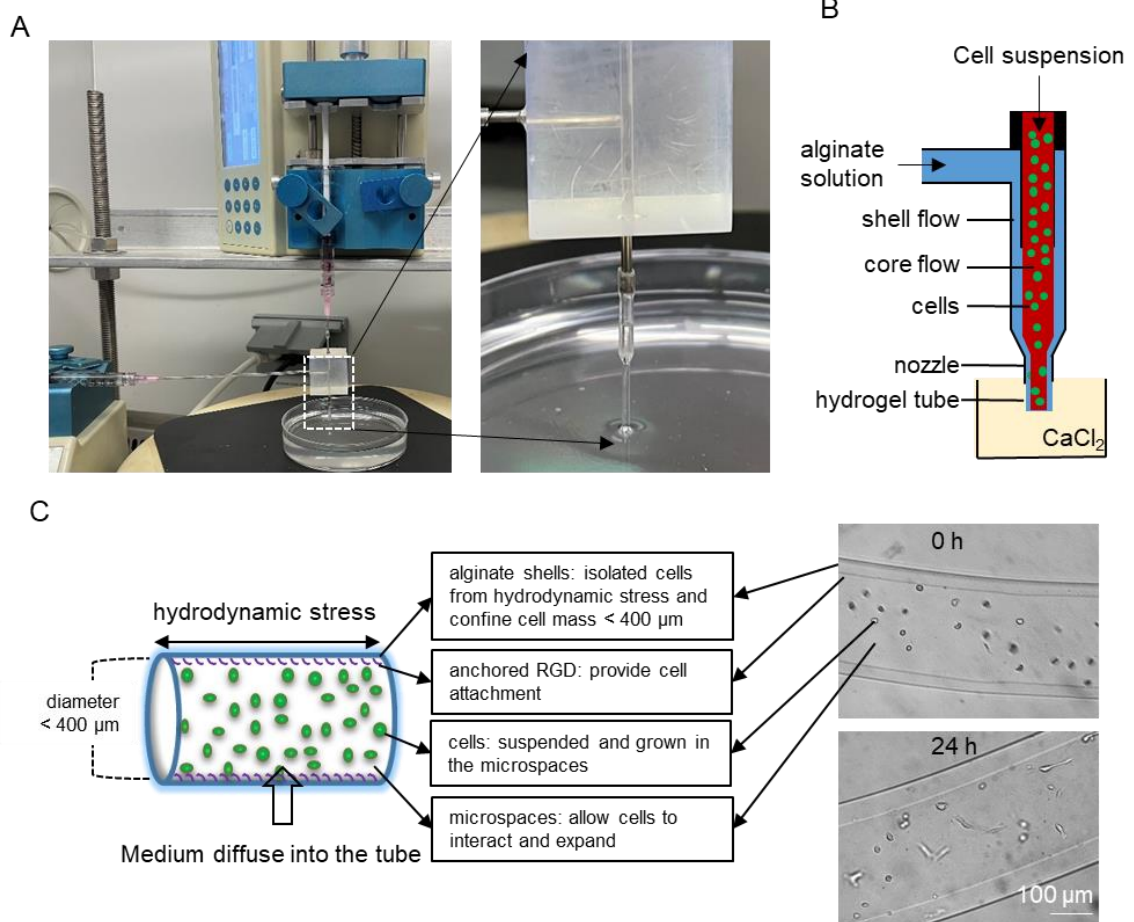 A
B
Cell suspension
alginate
solution
shell flow
core flow
cells
nozzle
hydrogel tube
CaCl₂
C
hydrodynamic stress
diameter
< 400 µm
Medium diffuse into the tube
alginate shells: isolated cells
from hydrodynamic stress and
confine cell mass < 400 µm
anchored RGD: provide cell
attachment
cells: suspended and grown in
the microspaces
microspaces: allow cells to
interact and expand
0 h
24 h
100 µm